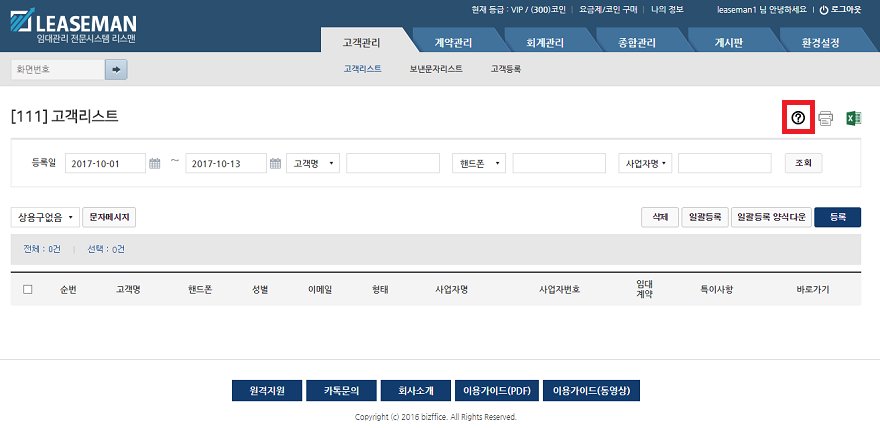 LEASEMAN
임대관리 전문시스템 리스맨
현재 등급 : VIP / (300)코인 | 요금제/코인 구매 | 나의 정보 leaseman1 님 안녕하세요 | 로그아웃
고객관리 계약관리 회계관리 종합관리 게시판 환경설정
화면번호 고객리스트 보낸문자리스트 고객등록
[111] 고객리스트
등록일 2017-10-01 ~ 2017-10-13 고객명 핸드폰 사업자명 조회
상용구없음 문자메시지 삭제 일괄등록 일괄등록 양식다운 등록
전체 : 0건 | 선택 : 0건
순번 고객명 핸드폰 성별 이메일 형태 사업자명 사업자번호 임대 계약 특이사항 바로가기
원격지원 카톡문의 회사소개 이용가이드(PDF) 이용가이드(동영상)
Copyright (c) 2016 bizffice. All Rights Reserved.